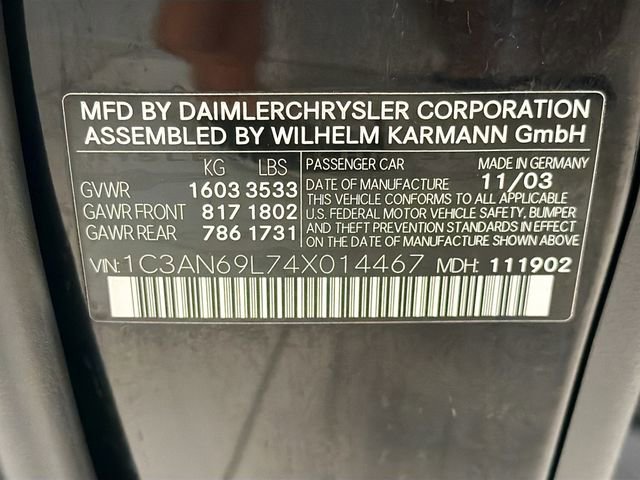 MFD BY DAIMLERCHRYSLER CORPORATION
ASSEMBLED BY WILHELM KARMANN GmbH
KG LBS
GVWR 1603 3533
GAWR FRONT 817 1802
GAWR REAR 786 1731
PASSENGER CAR MADE IN GERMANY
DATE OF MANUFACTURE 11/03
THIS VEHICLE CONFORMS TO ALL APPLICABLE
U.S. FEDERAL MOTOR VEHICLE SAFETY, BUMPER
AND THEFT PREVENTION STANDARDS IN EFFECT
ON THE DATE OF MANUFACTURE SHOWN ABOVE.
VIN: 1C3AN69L74X014467 MDH: 111902